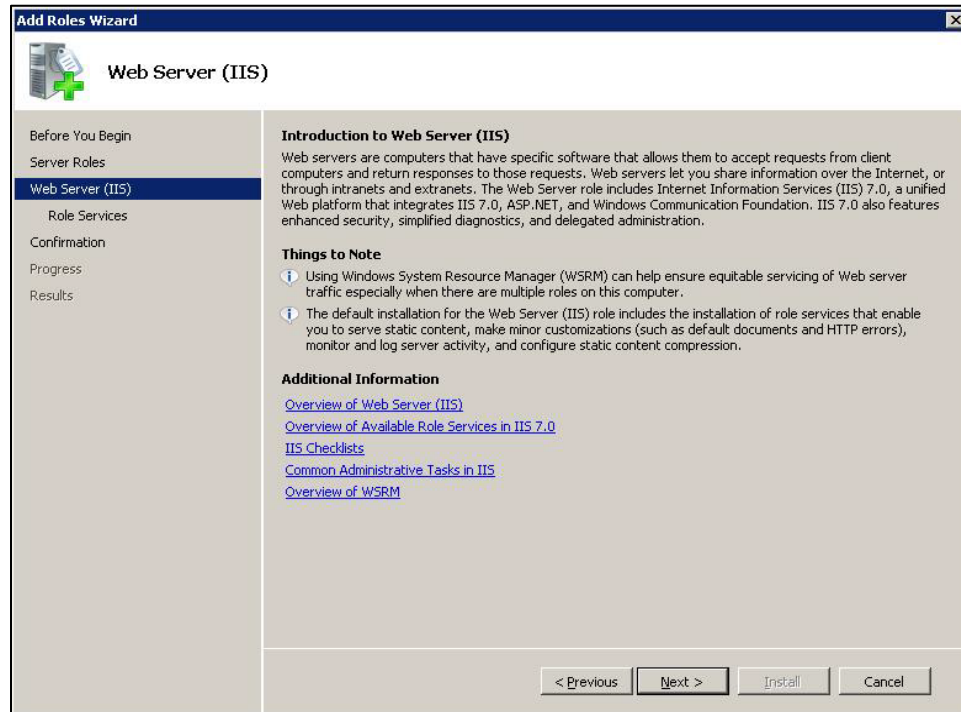 Add Roles Wizard
Web Server (IIS)
Before You Begin
Server Roles
Web Server (IIS)
Role Services
Confirmation
Progress
Results
Introduction to Web Server (IIS)
Web servers are computers that have specific software that allows them to accept requests from client
computers and return responses to those requests. Web servers let you share information over the Internet, or
through intranets and extranets. The Web Server role includes Internet Information Services (IIS) 7.0, a unified
Web platform that integrates IIS 7.0, ASP.NET, and Windows Communication Foundation. IIS 7.0 also features
enhanced security, simplified diagnostics, and delegated administration.
Things to Note
Using Windows System Resource Manager (WSRM) can help ensure equitable servicing of Web server
traffic especially when there are multiple roles on this computer.
The default installation for the Web Server (IIS) role includes the installation of role services that enable
you to serve static content, make minor customizations (such as default documents and HTTP errors),
monitor and log server activity, and configure static content compression.
Additional Information
Overview of Web Server (IIS)
Overview of Available Role Services in IIS 7.0
IIS Checklists
Common Administrative Tasks in IIS
Overview of WSRM
< Previous
Next >
Install
Cancel